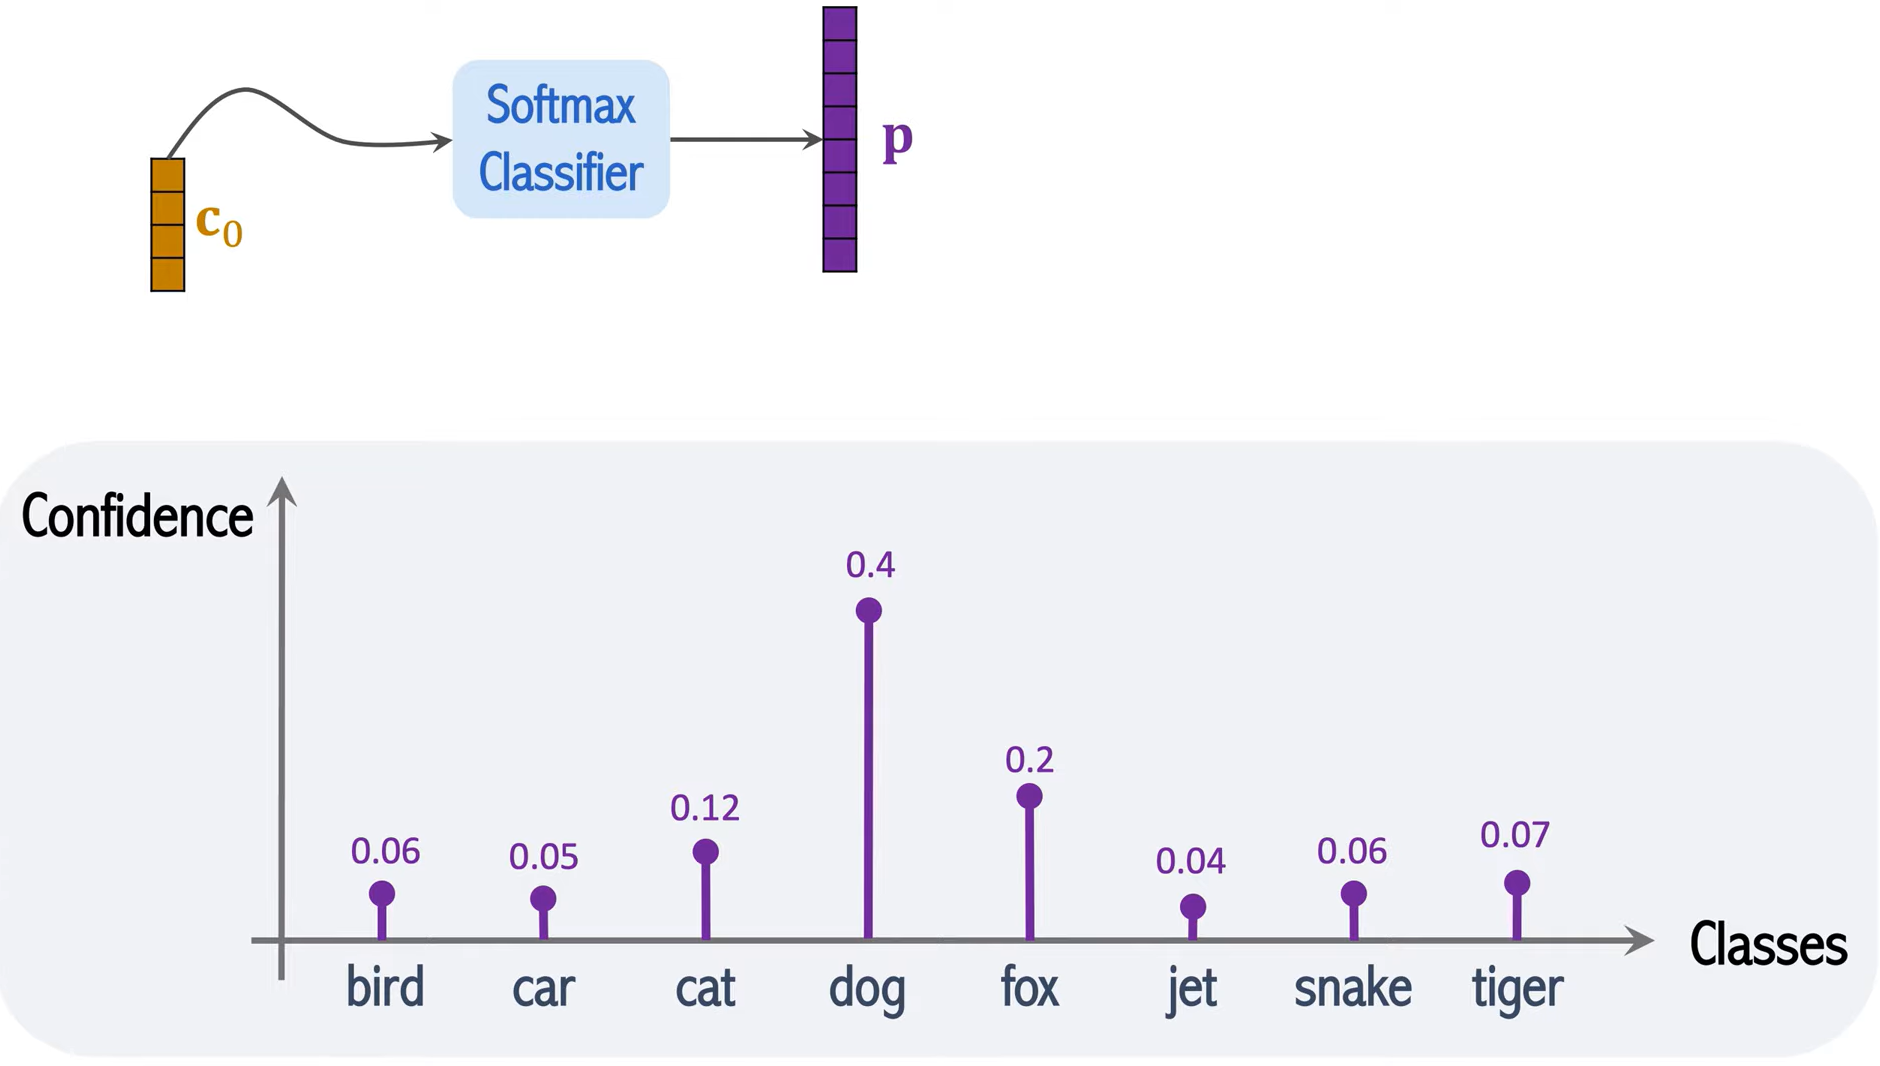 Softmax
Classifier
p
c₀
Confidence
0.4
0.2
0.12
0.07
0.06
0.05
0.04
0.06
bird
car
cat
dog
fox
jet
snake
tiger
Classes